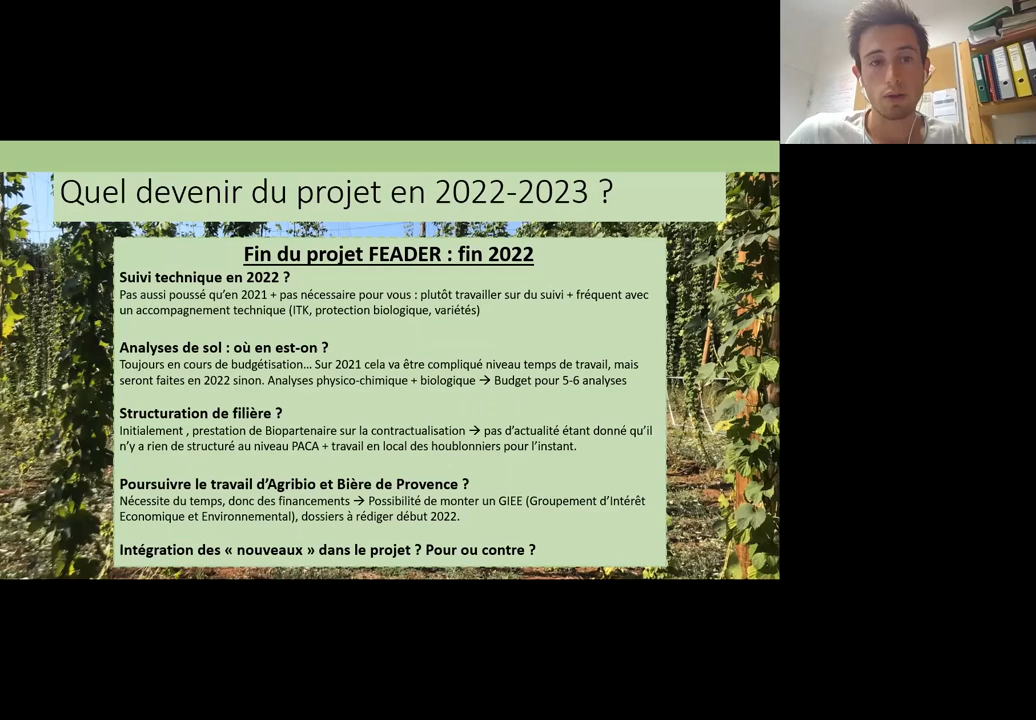 Quel devenir du projet en 2022-2023 ?
Fin du projet FEADER : fin 2022
Suivi technique en 2022 ?
Pas aussi poussé qu'en 2021 + pas nécessaire pour vous : plutôt travailler sur du suivi + fréquent avec
un accompagnement technique (ITK, protection biologique, variétés)
Analyses de sol : où en est-on ?
Toujours en cours de budgétisation… Sur 2021 cela va être compliqué niveau temps de travail, mais
seront faites en 2022 sinon. Analyses physico-chimique + biologique → Budget pour 5-6 analyses
Structuration de filière ?
Initialement , prestation de Biopartenaire sur la contractualisation → pas d'actualité étant donné qu'il
n'y a rien de structuré au niveau PACA + travail en local des houblonniers pour l'instant.
Poursuivre le travail d'Agribio et Bière de Provence ?
Nécessite du temps, donc des financements → Possibilité de monter un GIEE (Groupement d'Intérêt
Economique et Environnemental), dossiers à rédiger début 2022.
Intégration des « nouveaux » dans le projet ? Pour ou contre ?